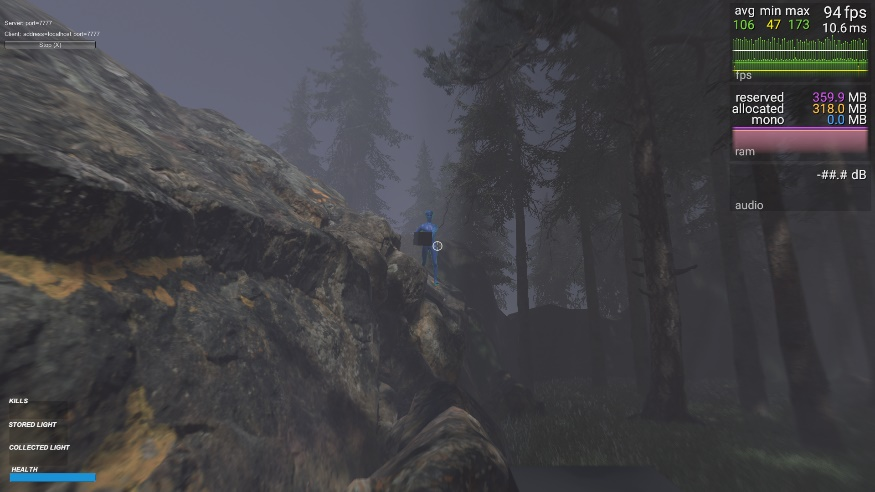 Server: port=7777
Client: address=localhost port=7777
Stop (X)
avg min max 94 fps
106 47 173 10.6 ms
fps
reserved 359.9 MB
allocated 318.0 MB
mono 0.0 MB
ram
-##.# dB
audio
KILLS
STORED LIGHT
COLLECTED LIGHT
HEALTH